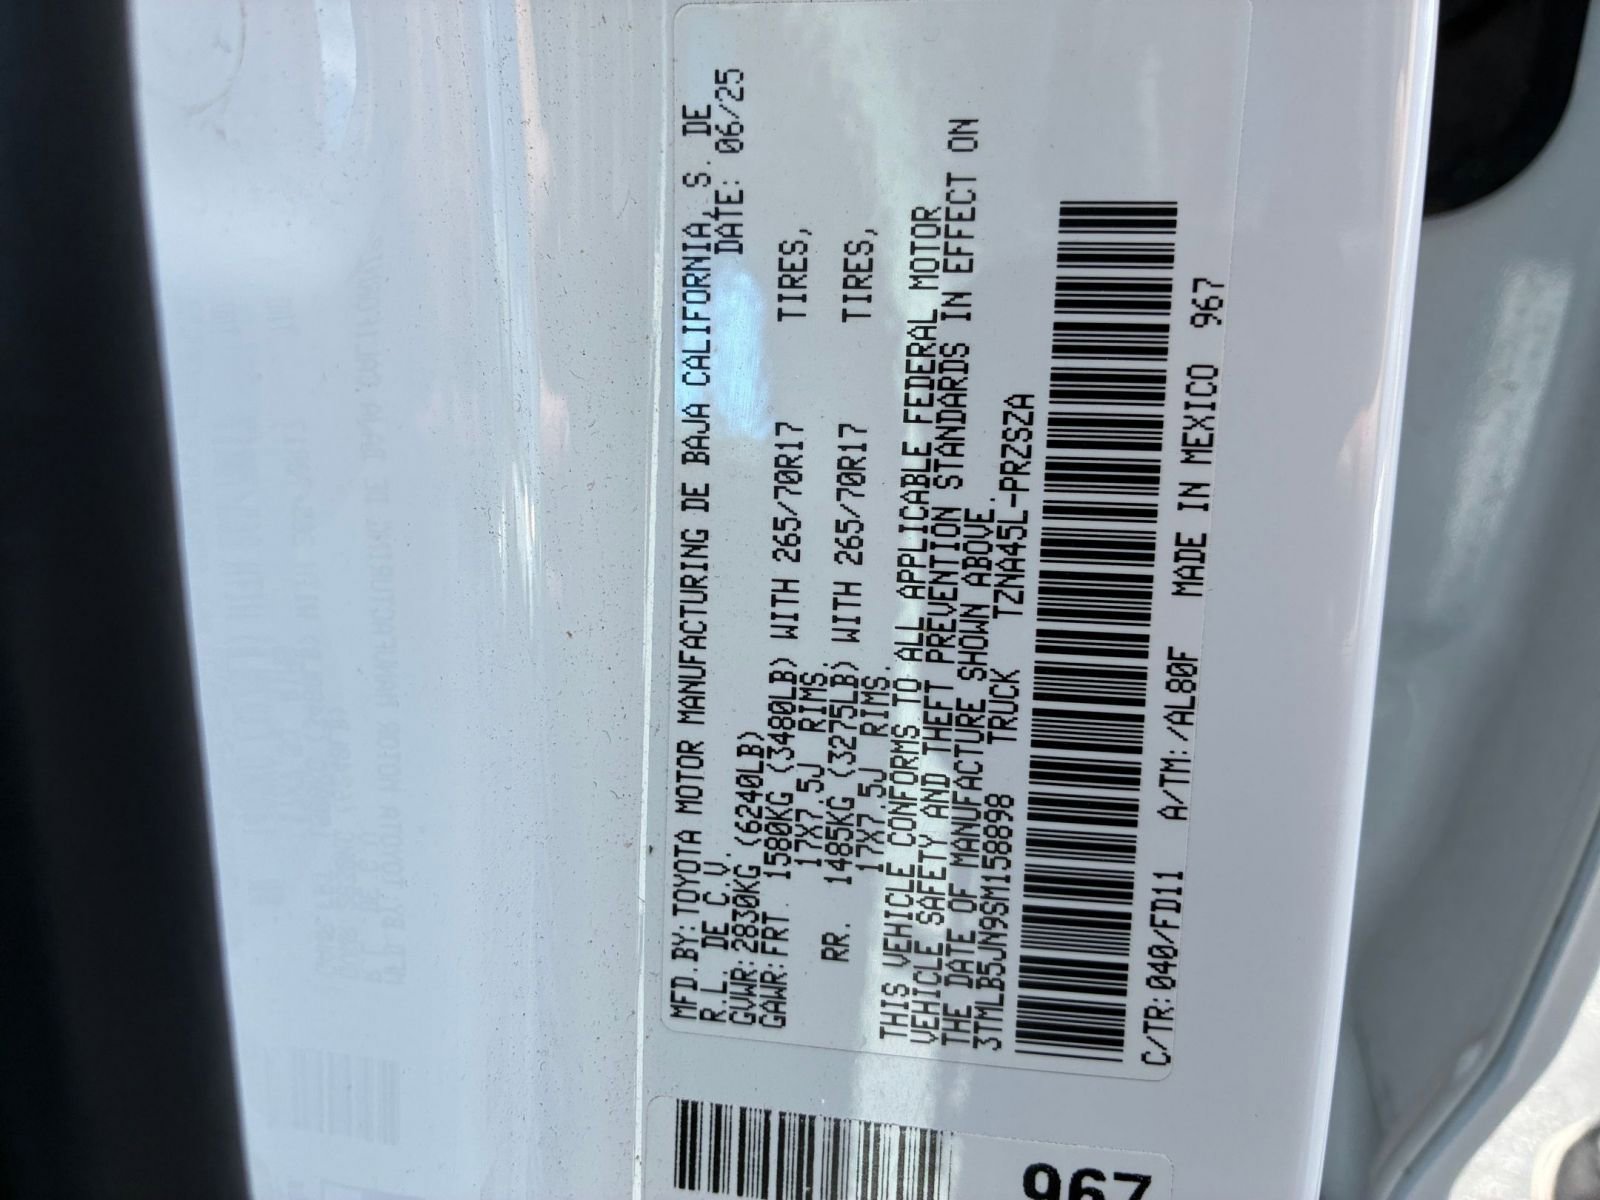 MFD.BY:TOYOTA MOTOR MANUFACTURING DE BAJA CALIFORNIA,S. DE
R.L. DE C.V. DATE: 06/25
GVWR:2830KG (6240LB)
GAWR:FRT. 1580KG (3480LB) WITH 265/70R17 TIRES,
17X7.5J RIMS.
RR. 1485KG (3275LB) WITH 265/70R17 TIRES,
17X7.5J RIMS.
THIS VEHICLE CONFORMS TO ALL APPLICABLE FEDERAL MOTOR
VEHICLE SAFETY AND THEFT PREVENTION STANDARDS IN EFFECT ON
THE DATE OF MANUFACTURE SHOWN ABOVE.
3TMLB5JN9SM158898 TRUCK TZNA45L-PRZSZA
C/TR:040/FD11 A/TM:/AL80F MADE IN MEXICO 967
967